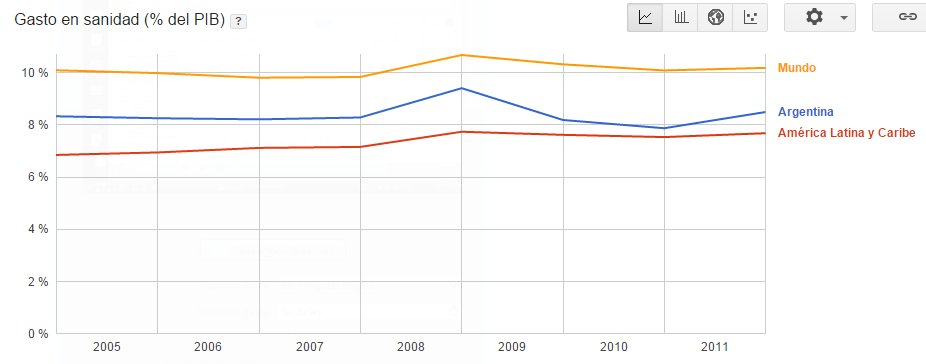 Gasto en sanidad (% del PIB) ?
10 %
8 %
6 %
4 %
2 %
0 %
Mundo
Argentina
América Latina y Caribe
2005 2006 2007 2008 2009 2010 2011